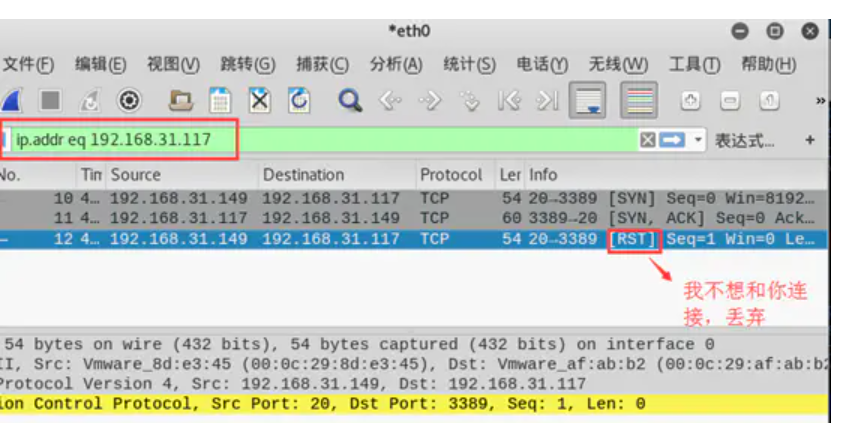 *eth0
文件(F) 编辑(E) 视图(V) 跳转(G) 捕获(C) 分析(A) 统计(S) 电话(Y) 无线(W) 工具(T) 帮助(H)
»
ip.addr eq 192.168.31.117 表达式… +
No. Tin Source Destination Protocol Ler Info
10 4… 192.168.31.149 192.168.31.117 TCP 54 20→3389 [SYN] Seq=0 Win=8192…
11 4… 192.168.31.117 192.168.31.149 TCP 60 3389→20 [SYN, ACK] Seq=0 Ack…
12 4… 192.168.31.149 192.168.31.117 TCP 54 20→3389 [RST] Seq=1 Win=0 Le…
我不想和你连
接，丢弃
54 bytes on wire (432 bits), 54 bytes captured (432 bits) on interface 0
II, Src: Vmware_8d:e3:45 (00:0c:29:8d:e3:45), Dst: Vmware_af:ab:b2 (00:0c:29:af:ab:b2
Protocol Version 4, Src: 192.168.31.149, Dst: 192.168.31.117
ion Control Protocol, Src Port: 20, Dst Port: 3389, Seq: 1, Len: 0